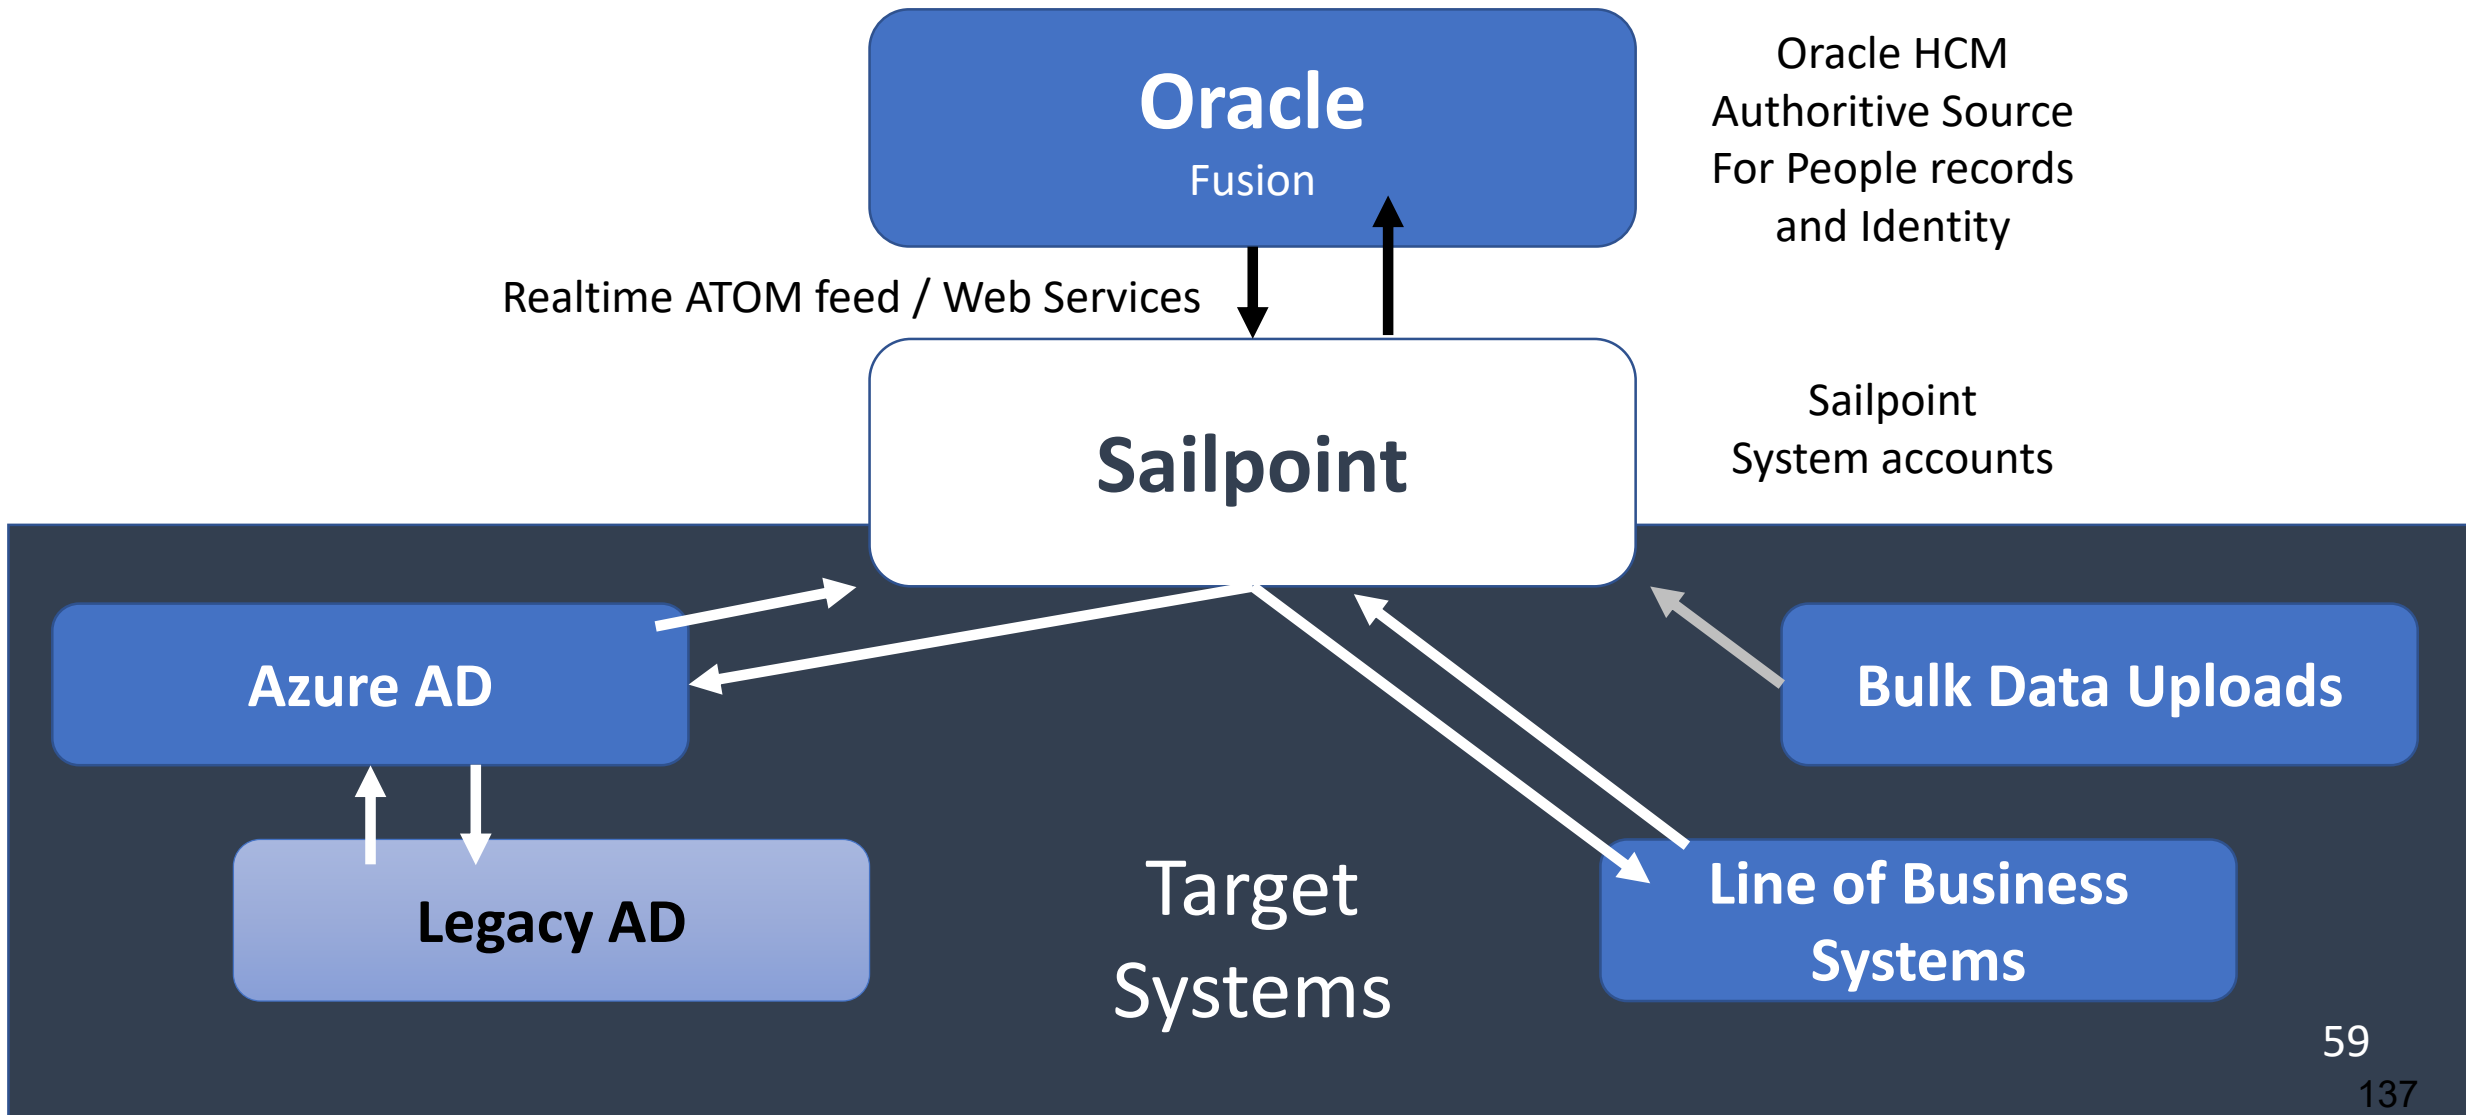 Oracle
Fusion
Oracle HCM
Authoritive Source
For People records
and Identity
Realtime ATOM feed / Web Services
Sailpoint
Sailpoint
System accounts
Azure AD
Bulk Data Uploads
Legacy AD
Target
Systems
Line of Business
Systems
59
137